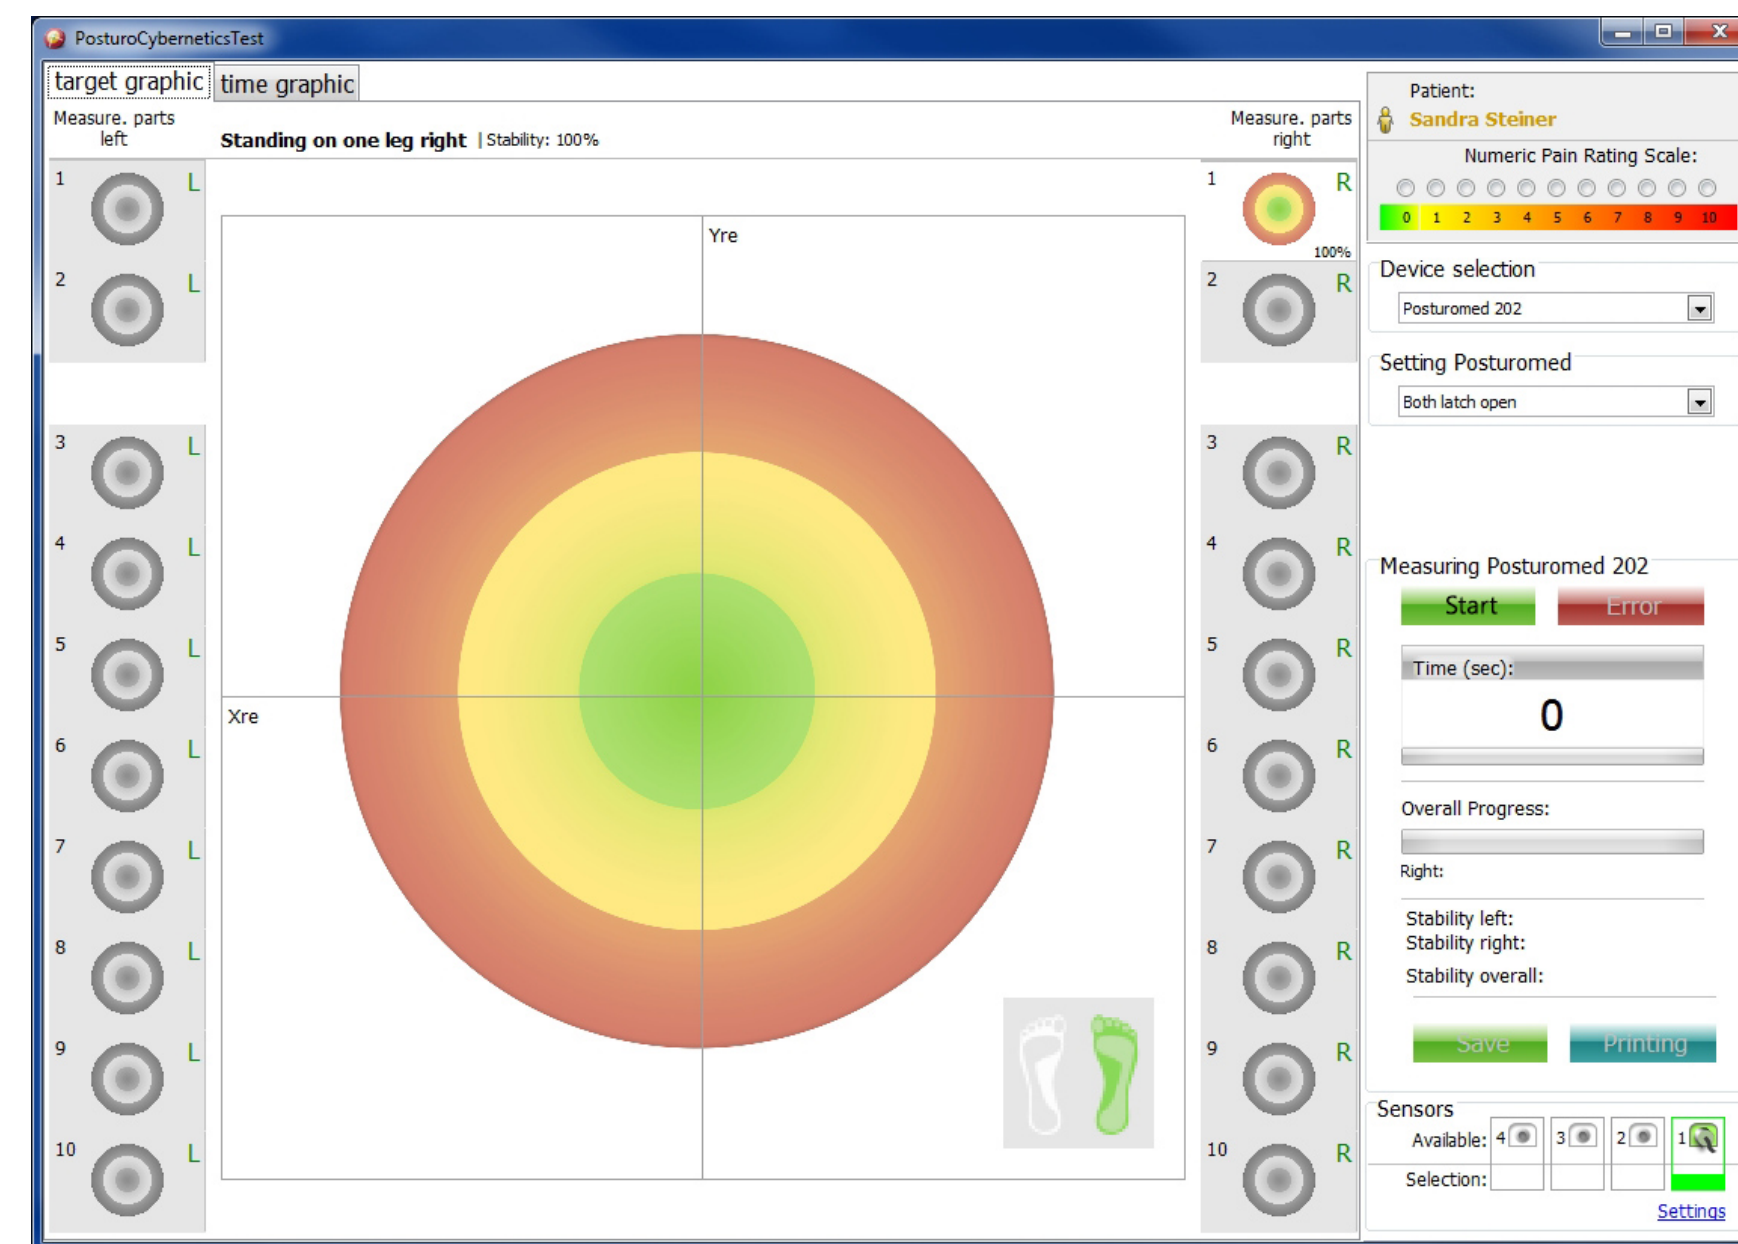 PosturoCyberneticsTest
target graphic
time graphic
Measure. parts
left
Standing on one leg right | Stability: 100%
Measure. parts
right
1 L
2 L
3 L
4 L
5 L
6 L
7 L
8 L
9 L
10 L
Yre
Xre
1 R
100%
2 R
3 R
4 R
5 R
6 R
7 R
8 R
9 R
10 R
Patient:
Sandra Steiner
Numeric Pain Rating Scale:
0 1 2 3 4 5 6 7 8 9 10
Device selection
Posturomed 202
Setting Posturomed
Both latch open
Measuring Posturomed 202
Start Error
Time (sec):
0
Overall Progress:
Right:
Stability left:
Stability right:
Stability overall:
Save Printing
Sensors
Available: 4 3 2 1
Selection:
Settings